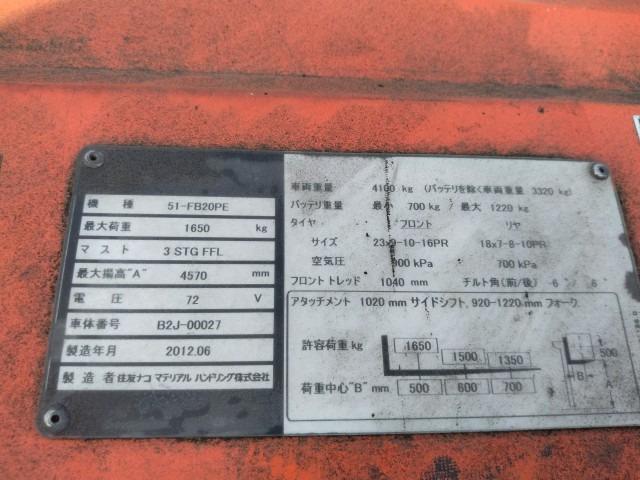 機 種 51-FB20PE
最大荷重 1650 kg
マスト 3 STG FFL
最大揚高"A" 4570 mm
電 圧 72 V
車体番号 B2J-00027
製造年月 2012.06
製造者 住友ナコ マテリアル ハンドリング株式会社
車両重量 4100 kg (バッテリを除く車両重量 3320 kg)
バッテリ重量 最小 700 kg / 最大 1220 kg
タイヤ フロント リヤ
サイズ 23x9-10-16PR 18x7-8-10PR
空気圧 900 kPa 700 kPa
フロントトレッド 1040 mm チルト角(前/後) 6 / 6
アタッチメント 1020 mm サイドシフト, 920-1220 mm フォーク
許容荷重 kg 1650 1500 1350
荷重中心"B" mm 500 600 700
500
B
A